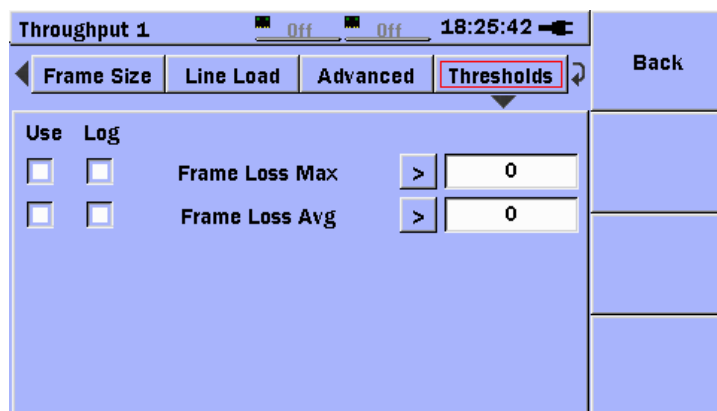 Throughput 1 Off Off 18:25:42
Back
Frame Size Line Load Advanced Thresholds
Use Log
Frame Loss Max > 0
Frame Loss Avg > 0